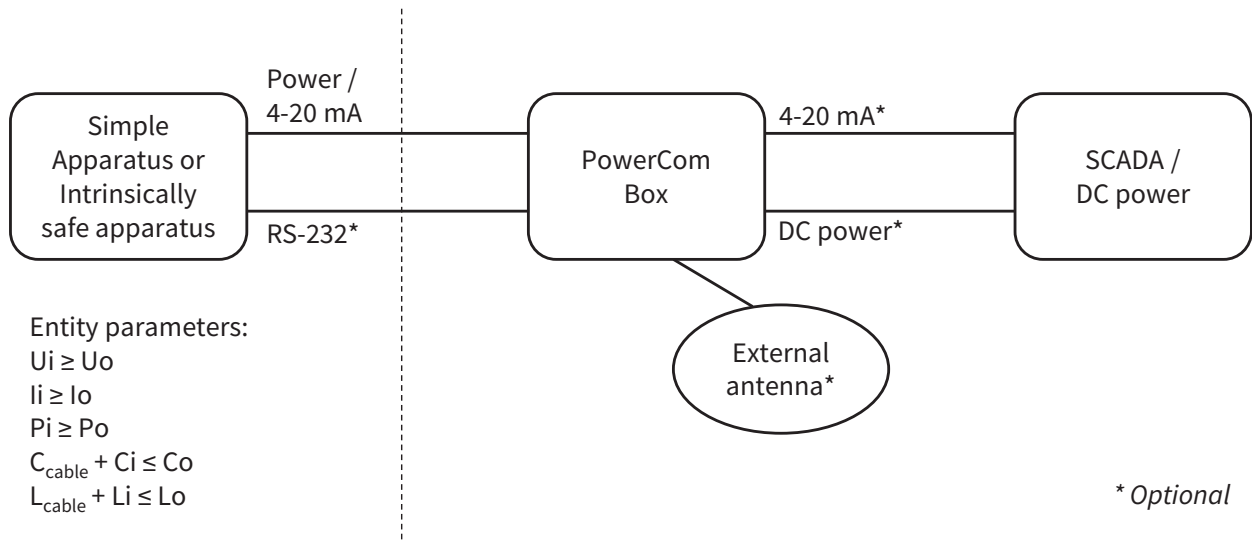 Simple
Apparatus or
Intrinsically
safe apparatus
Power /
4-20 mA
RS-232*
PowerCom
Box
4-20 mA*
DC power*
SCADA /
DC power
External
antenna*
Entity parameters:
Ui ≥ Uo
Ii ≥ Io
Pi ≥ Po
Ccable + Ci ≤ Co
Lcable + Li ≤ Lo
* Optional